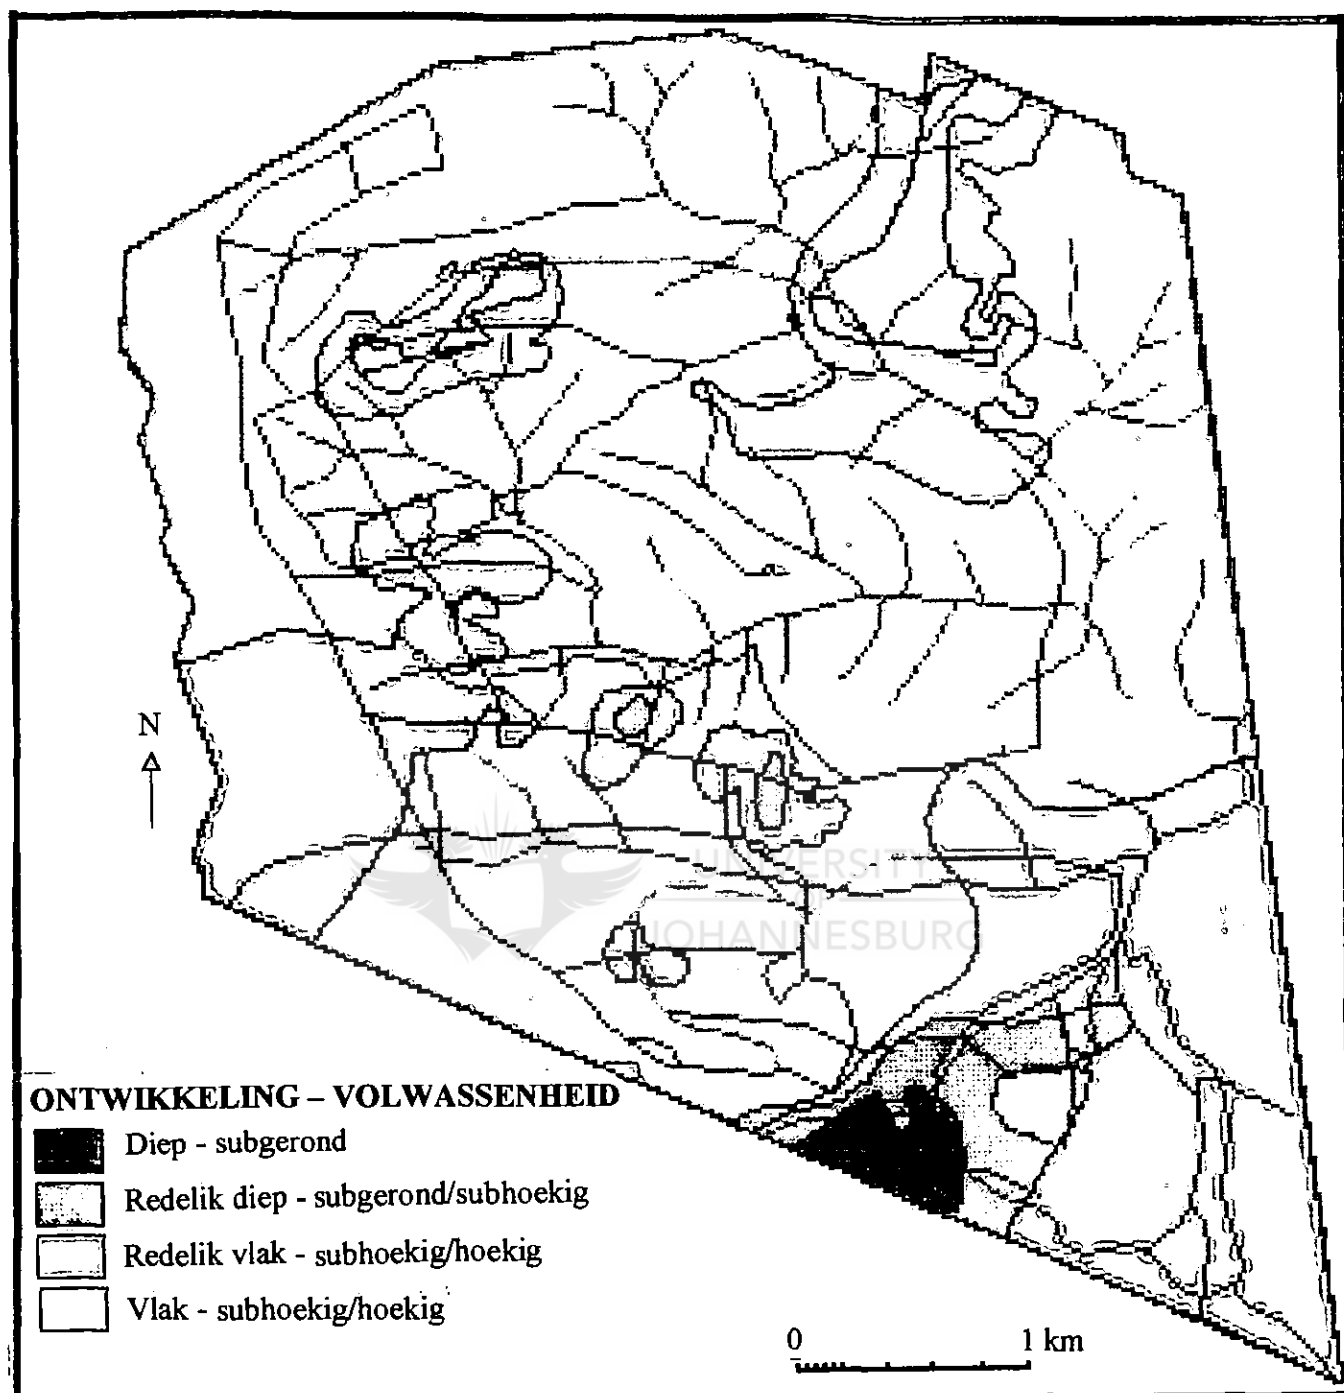 N
UNIVERSITY
OF
JOHANNESBURG
ONTWIKKELING – VOLWASSENHEID
Diep - subgerond
Redelik diep - subgerond/subhoekig
Redelik vlak - subhoekig/hoekig
Vlak - subhoekig/hoekig
0 1 km